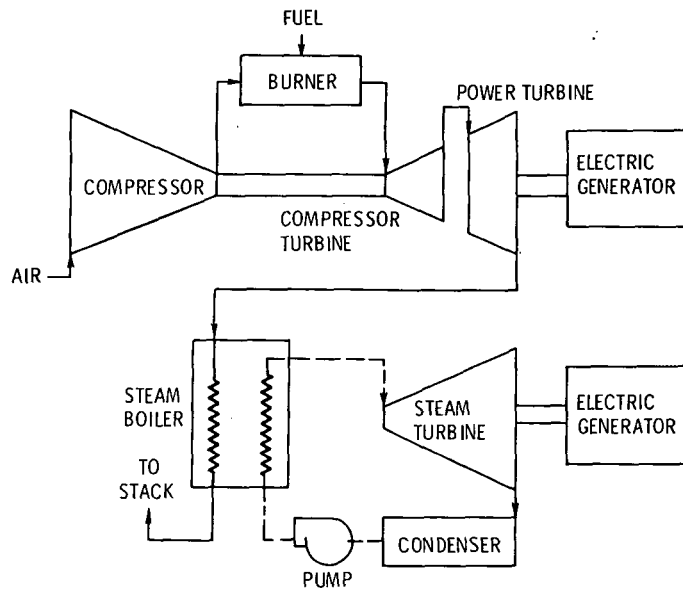 FUEL
BURNER
POWER TURBINE
COMPRESSOR
COMPRESSOR
TURBINE
ELECTRIC
GENERATOR
AIR
STEAM
BOILER
STEAM
TURBINE
ELECTRIC
GENERATOR
TO
STACK
PUMP
CONDENSER